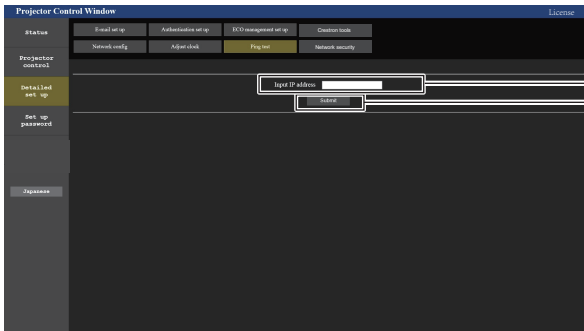 Projector Control Window License
Status
E-mail set up Authentication set up ECO management set up Crestron tools
Network config Adjust clock Ping test Network security
Projector
control
Detailed
set up
Input IP address
Submit
Set up
password
Japanese